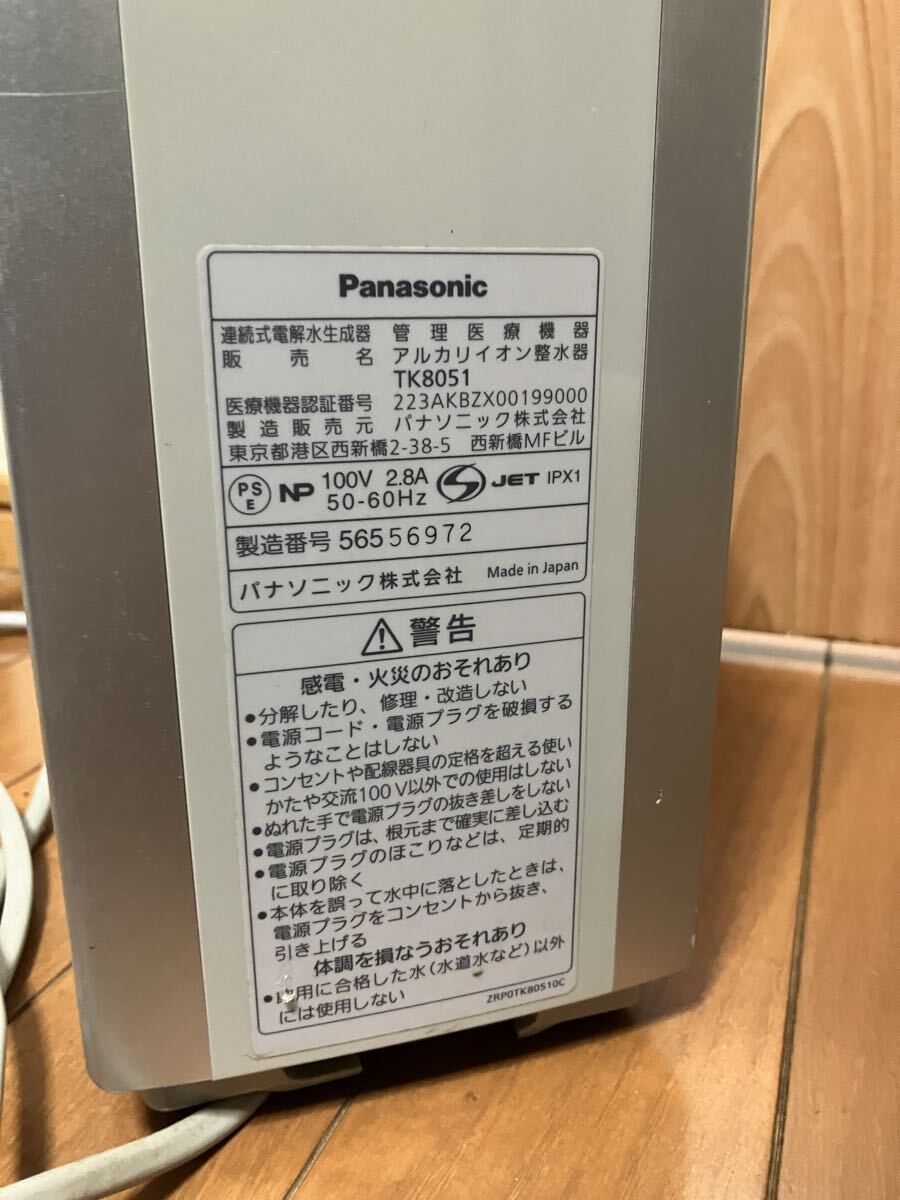 Panasonic
連続式電解水生成器 管理医療機器
販売名 アルカリイオン整水器
TK8051
医療機器認証番号 223AKBZX00199000
製造販売元 パナソニック株式会社
東京都港区西新橋2-38-5 西新橋MFビル
PSE NP 100V 2.8A 50-60Hz JET IPX1
製造番号 56556972
パナソニック株式会社 Made in Japan
警告
感電・火災のおそれあり
●分解したり、修理・改造しない
●電源コード・電源プラグを破損する
ようなことはしない
●コンセントや配線器具の定格を超える使い
かたや交流100V以外での使用はしない
●ぬれた手で電源プラグの抜き差しをしない
●電源プラグは、根元まで確実に差し込む
●電源プラグのほこりなどは、定期的
に取り除く
●本体を誤って水中に落としたときは、
電源プラグをコンセントから抜き、
引き上げる
体調を損なうおそれあり
●飲用に合格した水(水道水など)以外
には使用しない
ZRP0TK80510C